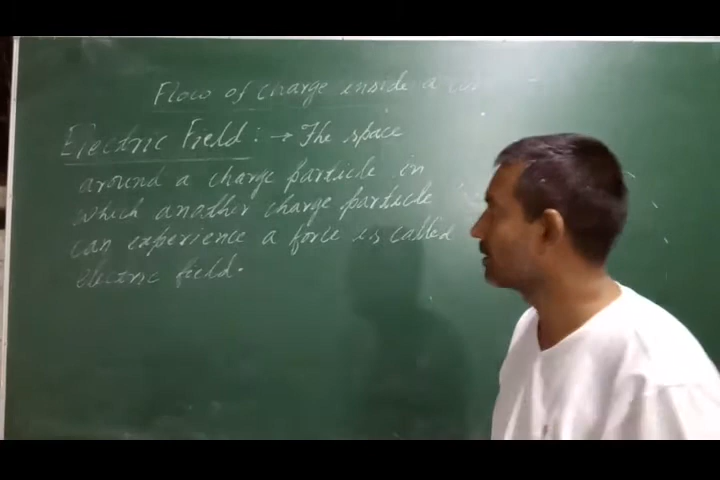 Flow of charge inside a
Electric Field :→ The space
around a charge particle in
which another charge particle
can experience a force is called
electric field.